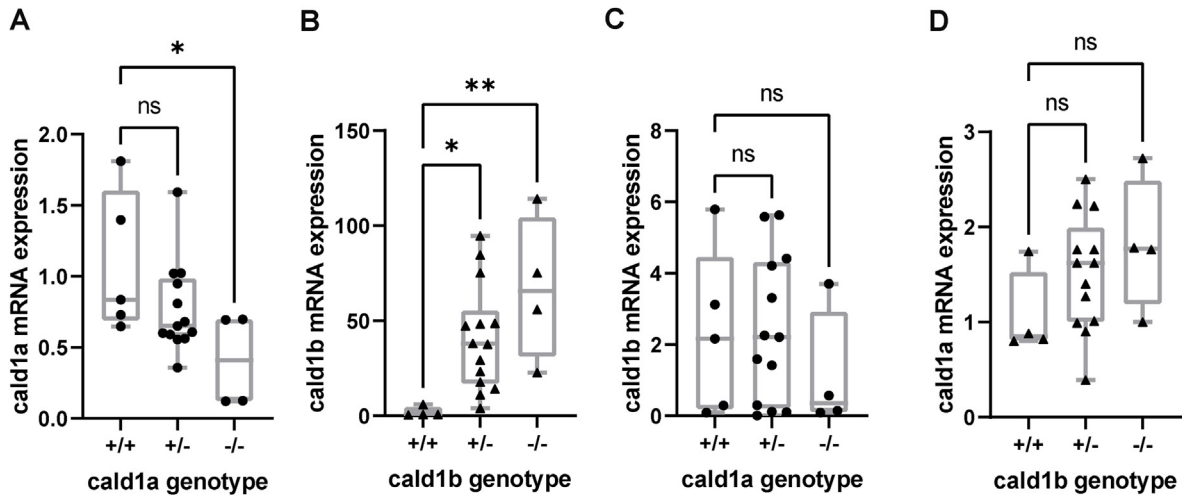 A
cald1a mRNA expression
2.0
1.5
1.0
0.5
0.0
*
ns
+/+
+/-
-/-
cald1a genotype
B
cald1b mRNA expression
150
100
50
0
**
*
+/+
+/-
-/-
cald1b genotype
C
cald1b mRNA expression
8
6
4
2
0
ns
ns
+/+
+/-
-/-
cald1a genotype
D
cald1a mRNA expression
3
2
1
0
ns
ns
+/+
+/-
-/-
cald1b genotype